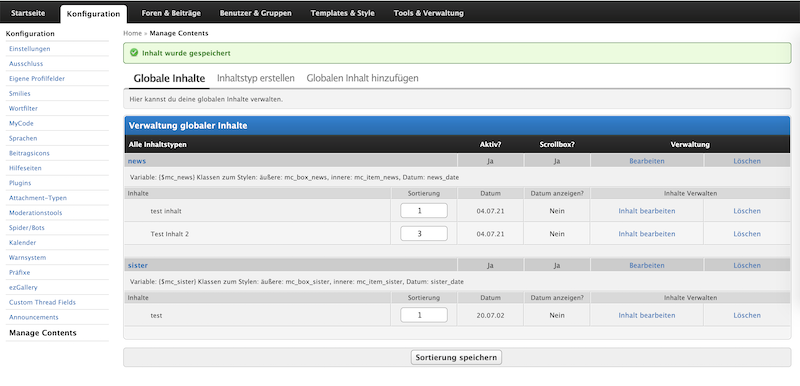 Startseite Konfiguration Foren & Beiträge Benutzer & Gruppen Templates & Style Tools & Verwaltung
Konfiguration
Einstellungen
Ausschluss
Eigene Profilfelder
Smilies
Wortfilter
MyCode
Sprachen
Beitragsicons
Hilfeseiten
Plugins
Attachment-Typen
Moderationstools
Spider/Bots
Kalender
Warnsystem
Präfixe
ezGallery
Custom Thread Fields
Announcements
Manage Contents
Home » Manage Contents
Inhalt wurde gespeichert
Globale Inhalte Inhaltstyp erstellen Globalen Inhalt hinzufügen
Hier kannst du deine globalen Inhalte verwalten.
Verwaltung globaler Inhalte
Alle Inhaltstypen Aktiv? Scrollbox? Verwaltung
news Ja Ja Bearbeiten Löschen
Variable: {$mc_news} Klassen zum Stylen: äußere: mc_box_news, innere: mc_item_news, Datum: news_date
Inhalte Sortierung Datum Datum anzeigen? Inhalte Verwalten
test inhalt 1 04.07.21 Nein Inhalt bearbeiten Löschen
Test Inhalt 2 3 04.07.21 Nein Inhalt bearbeiten Löschen
sister Ja Ja Bearbeiten Löschen
Variable: {$mc_sister} Klassen zum Stylen: äußere: mc_box_sister, innere: mc_item_sister, Datum: sister_date
Inhalte Sortierung Datum Datum anzeigen? Inhalte Verwalten
test 1 20.07.02 Nein Inhalt bearbeiten Löschen
Sortierung speichern